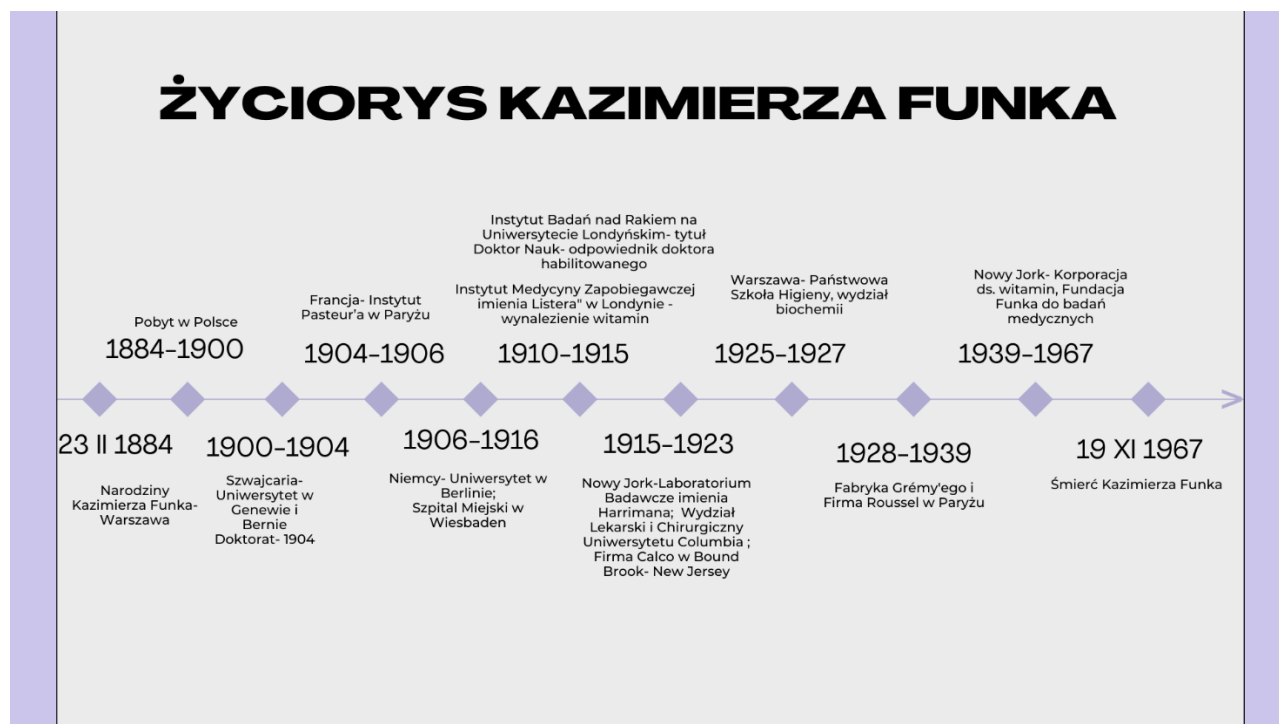 ŻYCIORYS KAZIMIERZA FUNKA
23 II 1884
Narodziny
Kazimierza Funka-
Warszawa
Pobyt w Polsce
1884-1900
1900-1904
Szwajcaria-
Uniwersytet w
Genewie i
Bernie
Doktorat- 1904
Francja- Instytut
Pasteur'a w Paryżu
1904-1906
1906-1916
Niemcy- Uniwersytet w
Berlinie;
Szpital Miejski w
Wiesbaden
Instytut Badań nad Rakiem na
Uniwersytecie Londyńskim- tytuł
Doktor Nauk- odpowiednik doktora
habilitowanego
Instytut Medycyny Zapobiegawczej
imienia Listera" w Londynie -
wynalezienie witamin
1910-1915
1915-1923
Nowy Jork-Laboratorium
Badawcze imienia
Harrimana; Wydział
Lekarski i Chirurgiczny
Uniwersytetu Columbia ;
Firma Calco w Bound
Brook- New Jersey
Warszawa- Państwowa
Szkoła Higieny, wydział
biochemii
1925-1927
1928-1939
Fabryka Grémy'ego i
Firma Roussel w Paryżu
Nowy Jork- Korporacja
ds. witamin, Fundacja
Funka do badań
medycznych
1939-1967
19 XI 1967
Śmierć Kazimierza Funka